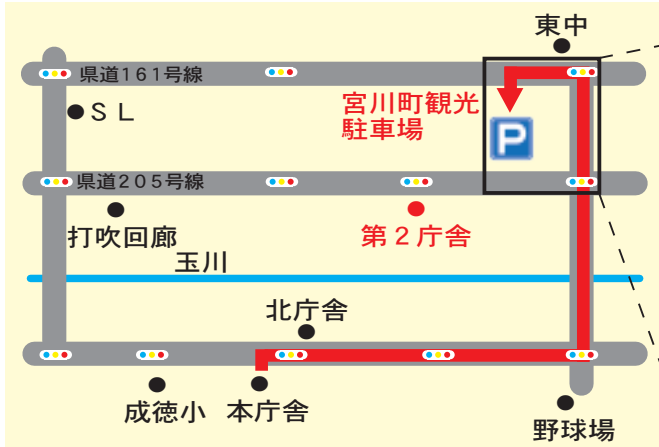 東中
県道161号線
宮川町観光
駐車場
SL
P
県道205号線
打吹回廊
第2庁舎
玉川
北庁舎
成徳小
本庁舎
野球場